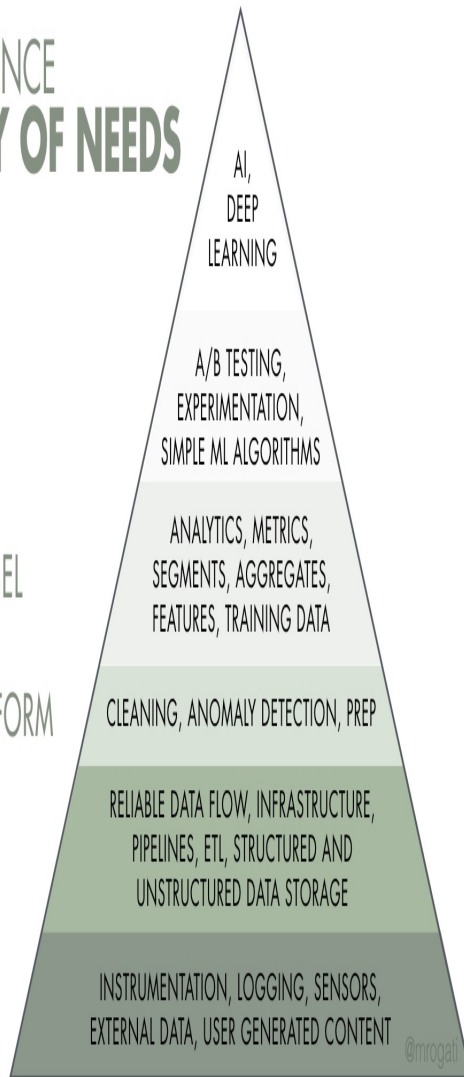 NCE
Y OF NEEDS
AI,
DEEP
LEARNING
A/B TESTING,
EXPERIMENTATION,
SIMPLE ML ALGORITHMS
ANALYTICS, METRICS,
SEGMENTS, AGGREGATES,
FEATURES, TRAINING DATA
EL
CLEANING, ANOMALY DETECTION, PREP
FORM
RELIABLE DATA FLOW, INFRASTRUCTURE,
PIPELINES, ETL, STRUCTURED AND
UNSTRUCTURED DATA STORAGE
INSTRUMENTATION, LOGGING, SENSORS,
EXTERNAL DATA, USER GENERATED CONTENT
@mrogati